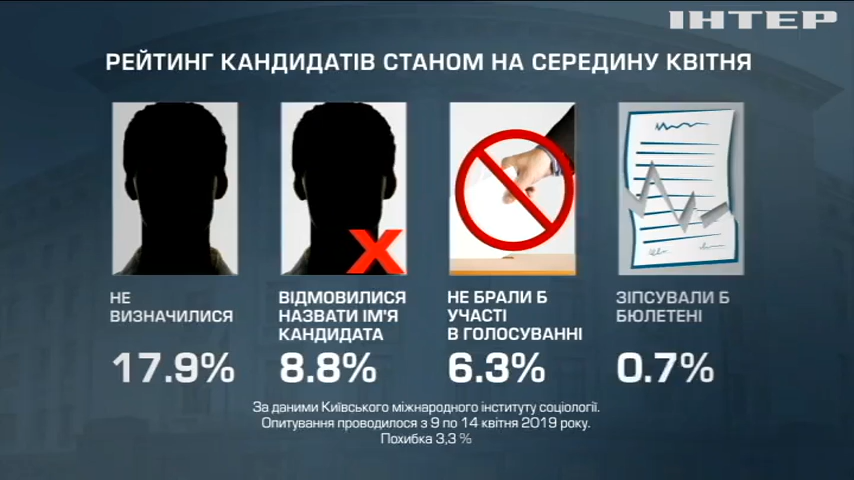 ІНТЕР
РЕЙТИНГ КАНДИДАТІВ СТАНОМ НА СЕРЕДИНУ КВІТНЯ
НЕ
ВИЗНАЧИЛИСЯ
17.9%
ВІДМОВИЛИСЯ
НАЗВАТИ ІМ'Я
КАНДИДАТА
8.8%
НЕ БРАЛИ Б
УЧАСТІ
В ГОЛОСУВАННІ
6.3%
ЗІПСУВАЛИ Б
БЮЛЕТЕНІ
0.7%
За даними Київського міжнародного інституту соціології.
Опитування проводилося з 9 по 14 квітня 2019 року.
Похибка 3,3 %